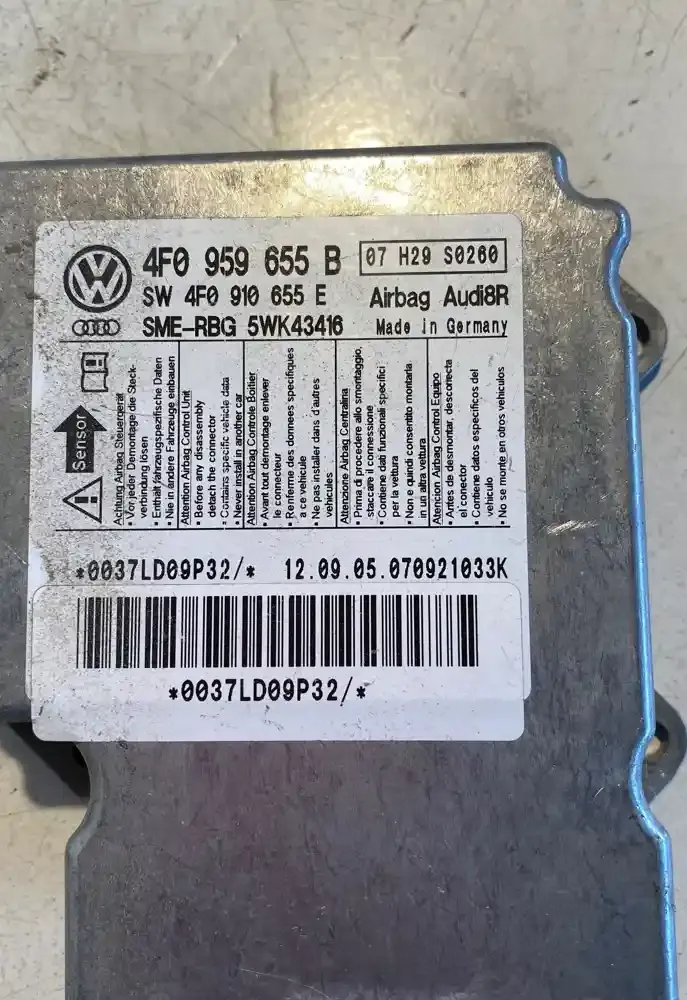 4F0 959 655 B
07 H29 S0260
SW 4F0 910 655 E
Airbag Audi8R
SME-RBG 5WK43416
Made in Germany
Sensor
Achtung Airbag Steuergerät
• Vor jeder Demontage die Steck-
verbindung lösen
• Enthält fahrzeugspezifische Daten
• Nie in andere Fahrzeuge einbauen
Attention Airbag Control Unit
• Before any disassembly
detach the connector
• Contains specific vehicle data
• Never install in another car
Attention Airbag Controle Boitier
• Avant tout demontage enlever
le connecteur
• Renferme des donnees specifiques
a ce vehicule
• Ne pas installer dans d'autres
vehicules
Attenzione Airbag Centralina
• Prima di procedere allo smontaggio,
staccare il connessione
• Contiene dati funzionali specifici
per la vettura
• Non e quindi consentito montarla
in un altra vettura
Atencion Airbag Control Equipo
• Antes de desmontar, desconecta
el conector
• Contiene datos especificos del
vehiculo
• No se monte en otros vehiculos
*0037LD09P32/*
12.09.05.070921033K
*0037LD09P32/*